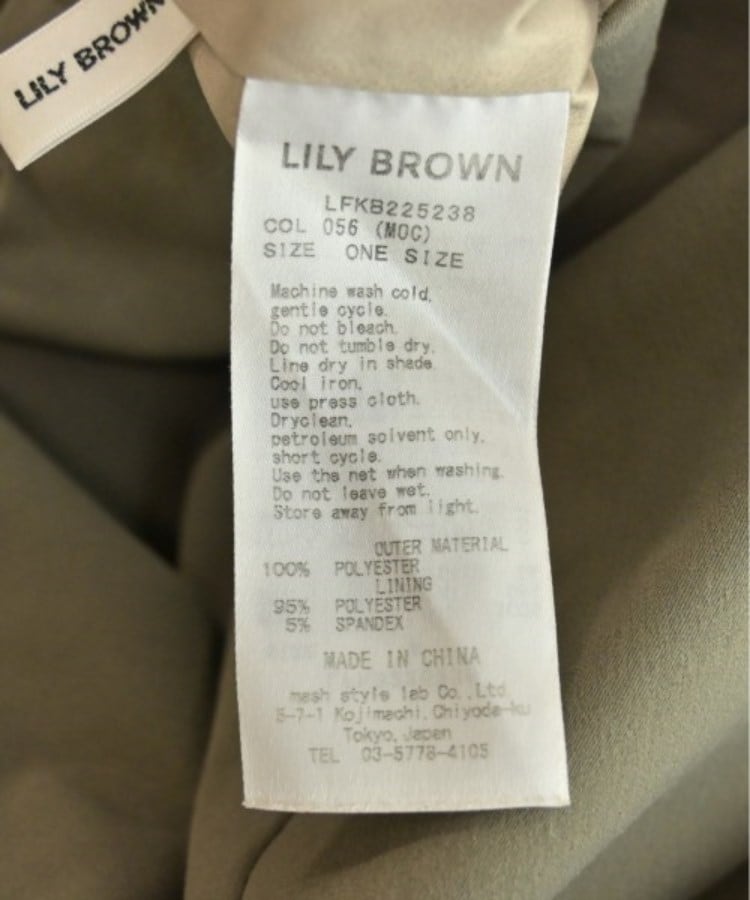 LILY BROWN
LILY BROWN
LFKB225238
COL 056 (MOC)
SIZE ONE SIZE
Machine wash cold,
gentle cycle.
Do not bleach.
Do not tumble dry.
Line dry in shade.
Cool iron,
use press cloth.
Dryclean,
petroleum solvent only,
short cycle.
Use the net when washing.
Do not leave wet.
Store away from light.
OUTER MATERIAL
100% POLYESTER
LINING
95% POLYESTER
5% SPANDEX
MADE IN CHINA
mash style lab Co.,Ltd.
5-7-1 Kojimachi, Chiyoda-ku
Tokyo, Japan
TEL 03-5778-4105